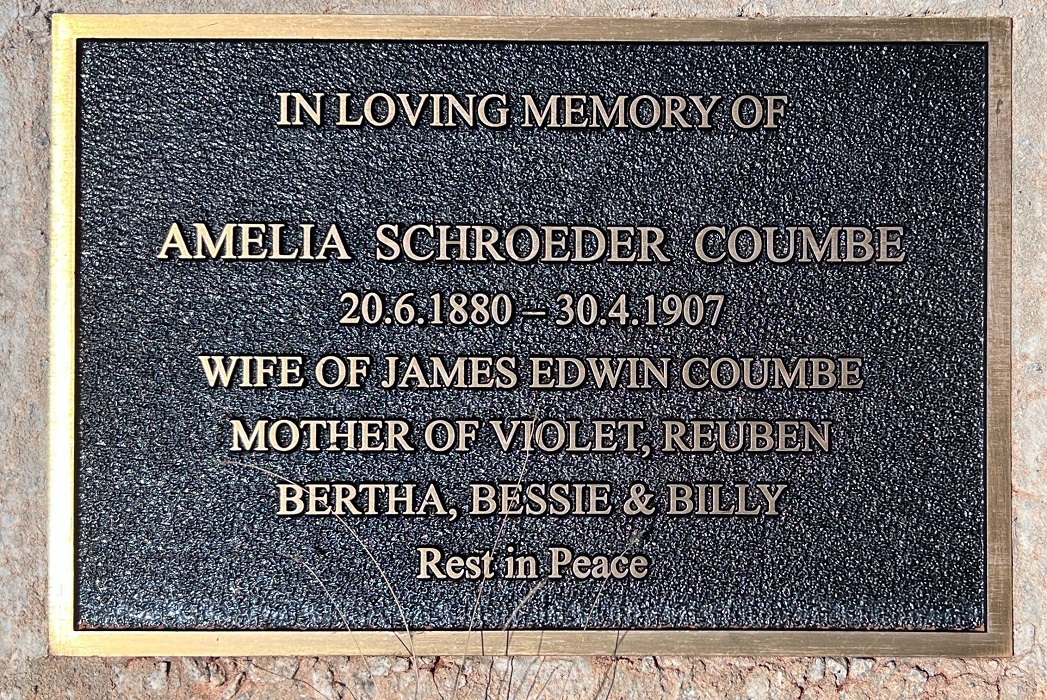 IN LOVING MEMORY OF
AMELIA SCHROEDER COUMBE
20.6.1880 – 30.4.1907
WIFE OF JAMES EDWIN COUMBE
MOTHER OF VIOLET, REUBEN
BERTHA, BESSIE & BILLY
Rest in Peace